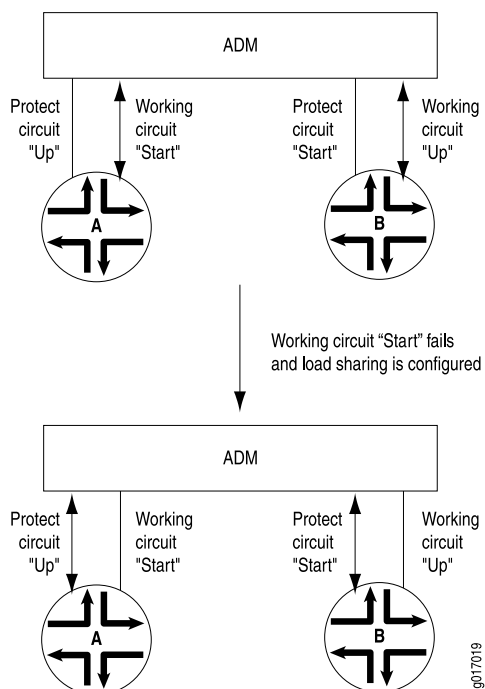 ADM
Protect
circuit
"Up"
Working
circuit
"Start"
Protect
circuit
"Start"
Working
circuit
"Up"
A
B
Working circuit “Start” fails
and load sharing is configured
ADM
Protect
circuit
"Up"
Working
circuit
"Start"
Protect
circuit
"Start"
Working
circuit
"Up"
A
B
g017019